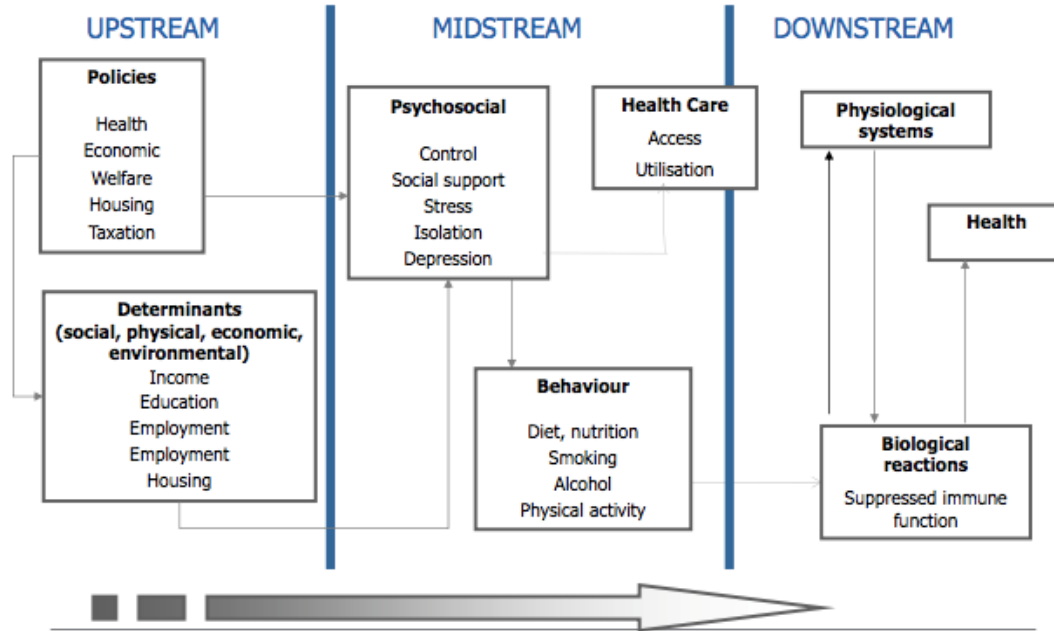 UPSTREAM
MIDSTREAM
DOWNSTREAM
Policies
Health
Economic
Welfare
Housing
Taxation
Determinants
(social, physical, economic,
environmental)
Income
Education
Employment
Employment
Housing
Psychosocial
Control
Social support
Stress
Isolation
Depression
Health Care
Access
Utilisation
Behaviour
Diet, nutrition
Smoking
Alcohol
Physical activity
Physiological
systems
Health
Biological
reactions
Suppressed immune
function